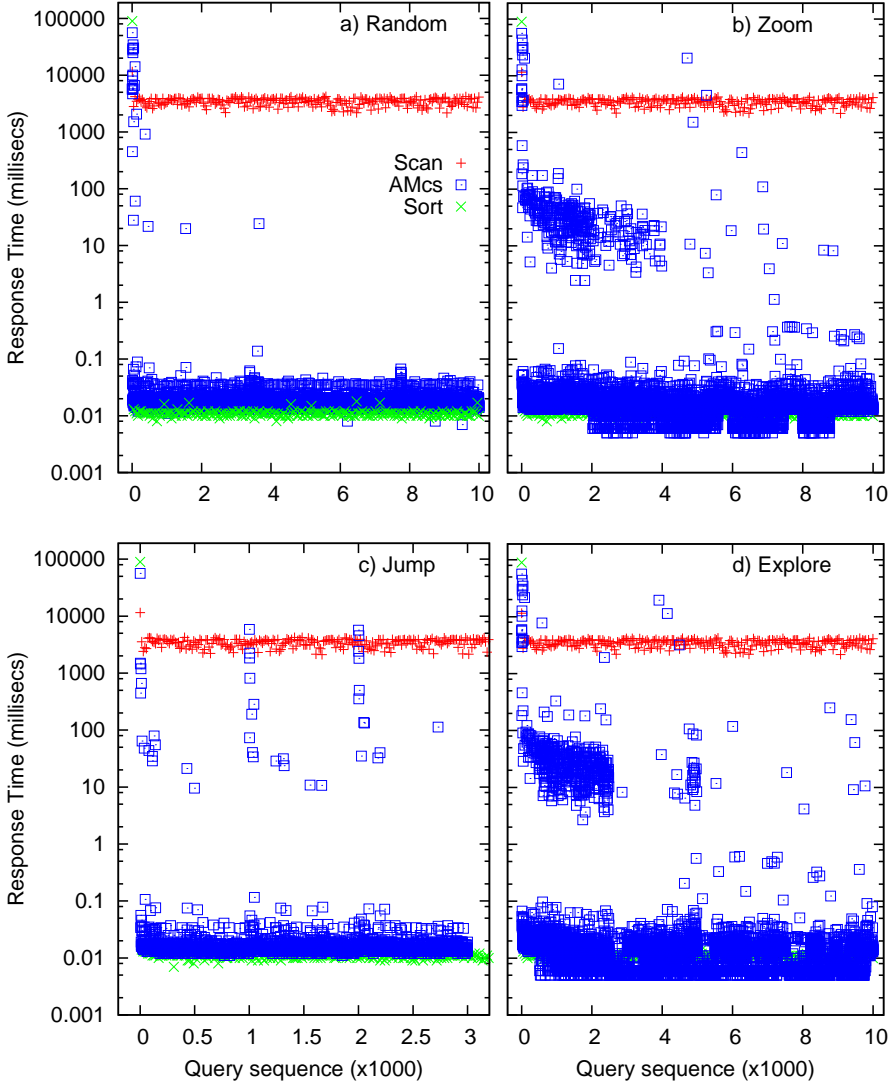 a) Random
b) Zoom
Response Time (millisecs)
100000
10000
1000
100
10
1
0.1
0.01
0.001
Scan
AMcs
Sort
0 2 4 6 8 10
0 2 4 6 8 10
c) Jump
d) Explore
Response Time (millisecs)
100000
10000
1000
100
10
1
0.1
0.01
0.001
0 0.5 1 1.5 2 2.5 3
0 2 4 6 8 10
Query sequence (x1000)
Query sequence (x1000)